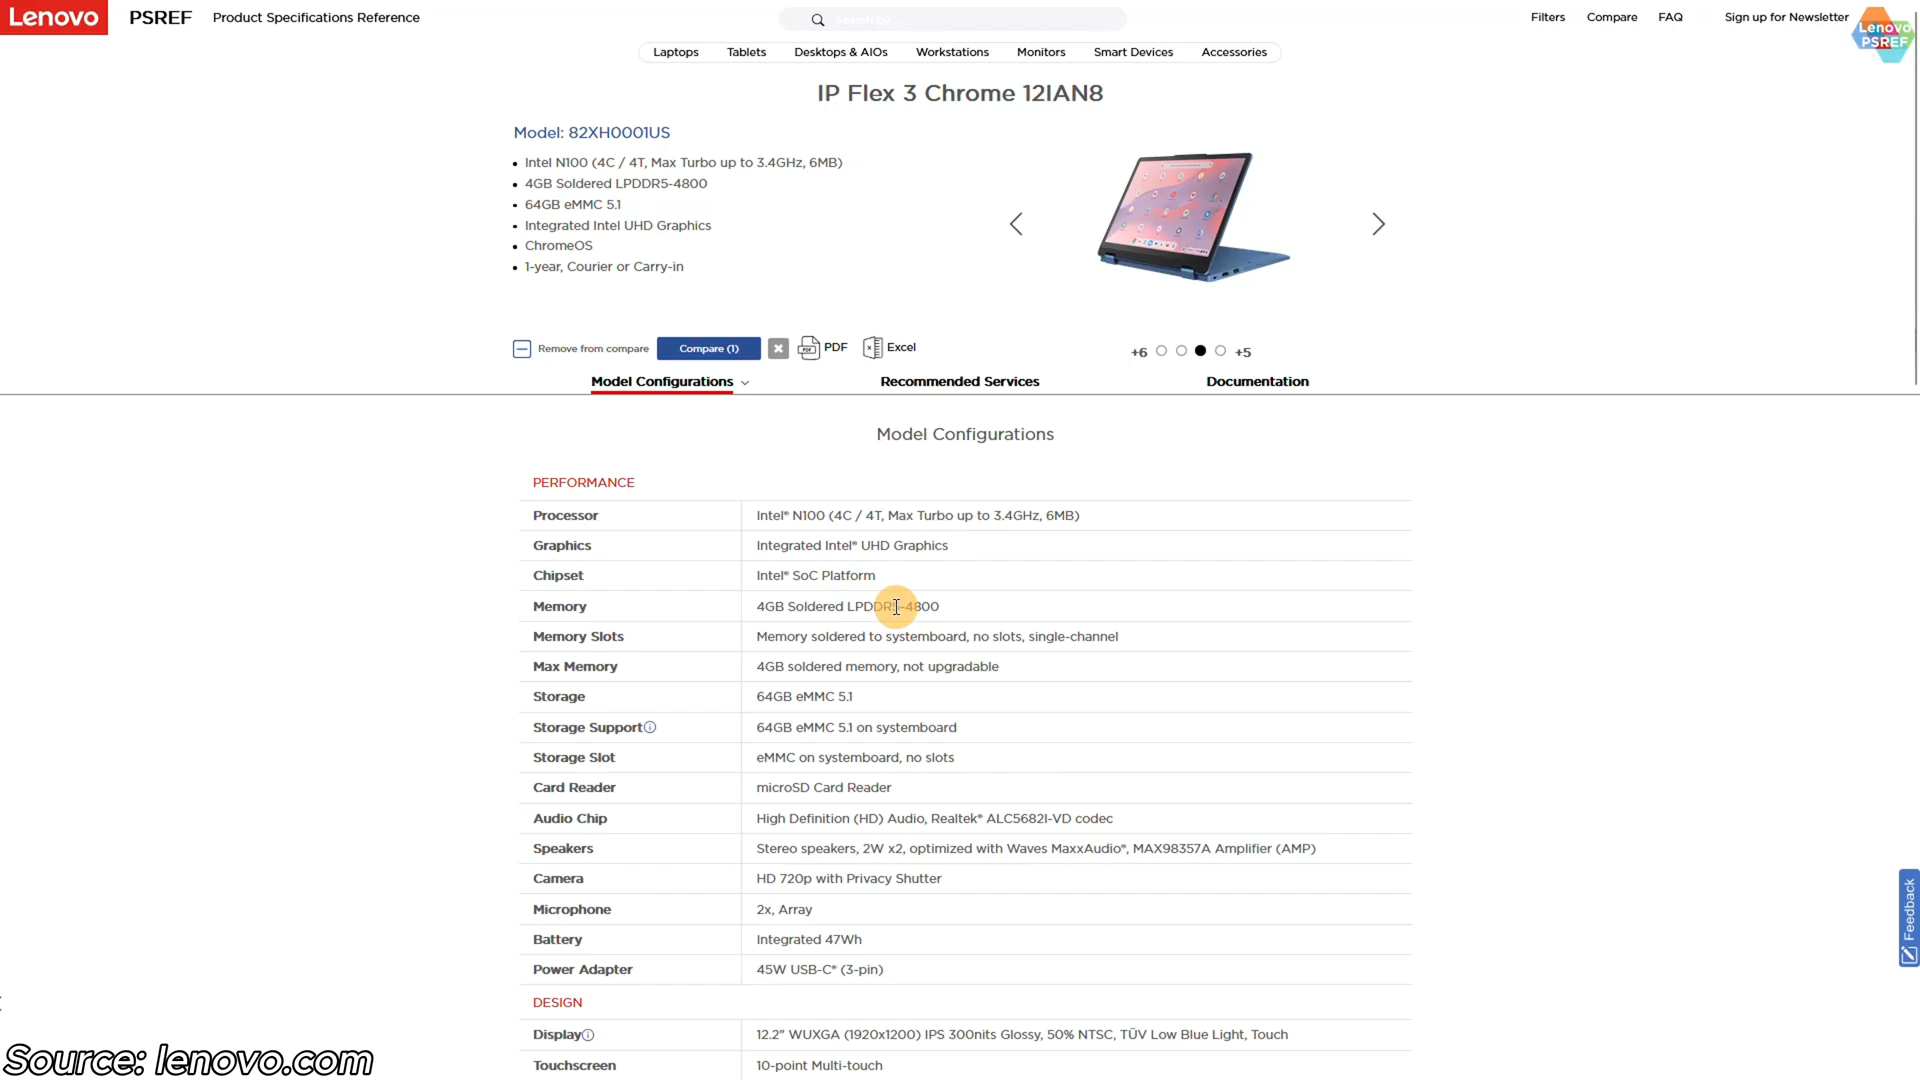 Lenovo PSREF Product Specifications Reference
Search by...
Filters Compare FAQ Sign up for Newsletter
Lenovo
PSREF
Laptops Tablets Desktops & AIOs Workstations Monitors Smart Devices Accessories
IP Flex 3 Chrome 12IAN8
Model: 82XH0001US
Intel N100 (4C / 4T, Max Turbo up to 3.4GHz, 6MB)
4GB Soldered LPDDR5-4800
64GB eMMC 5.1
Integrated Intel UHD Graphics
ChromeOS
1-year, Courier or Carry-in
Remove from compare Compare (1) PDF Excel
+6 +5
Model Configurations Recommended Services Documentation
Model Configurations
PERFORMANCE
Processor Intel® N100 (4C / 4T, Max Turbo up to 3.4GHz, 6MB)
Graphics Integrated Intel® UHD Graphics
Chipset Intel® SoC Platform
Memory 4GB Soldered LPDDR5-4800
Memory Slots Memory soldered to systemboard, no slots, single-channel
Max Memory 4GB soldered memory, not upgradable
Storage 64GB eMMC 5.1
Storage Support 64GB eMMC 5.1 on systemboard
Storage Slot eMMC on systemboard, no slots
Card Reader microSD Card Reader
Audio Chip High Definition (HD) Audio, Realtek® ALC5682I-VD codec
Speakers Stereo speakers, 2W x2, optimized with Waves MaxxAudio®, MAX98357A Amplifier (AMP)
Camera HD 720p with Privacy Shutter
Microphone 2x, Array
Battery Integrated 47Wh
Power Adapter 45W USB-C® (3-pin)
DESIGN
Display 12.2" WUXGA (1920x1200) IPS 300nits Glossy, 50% NTSC, TÜV Low Blue Light, Touch
Touchscreen 10-point Multi-touch
Feedback
Source: lenovo.com